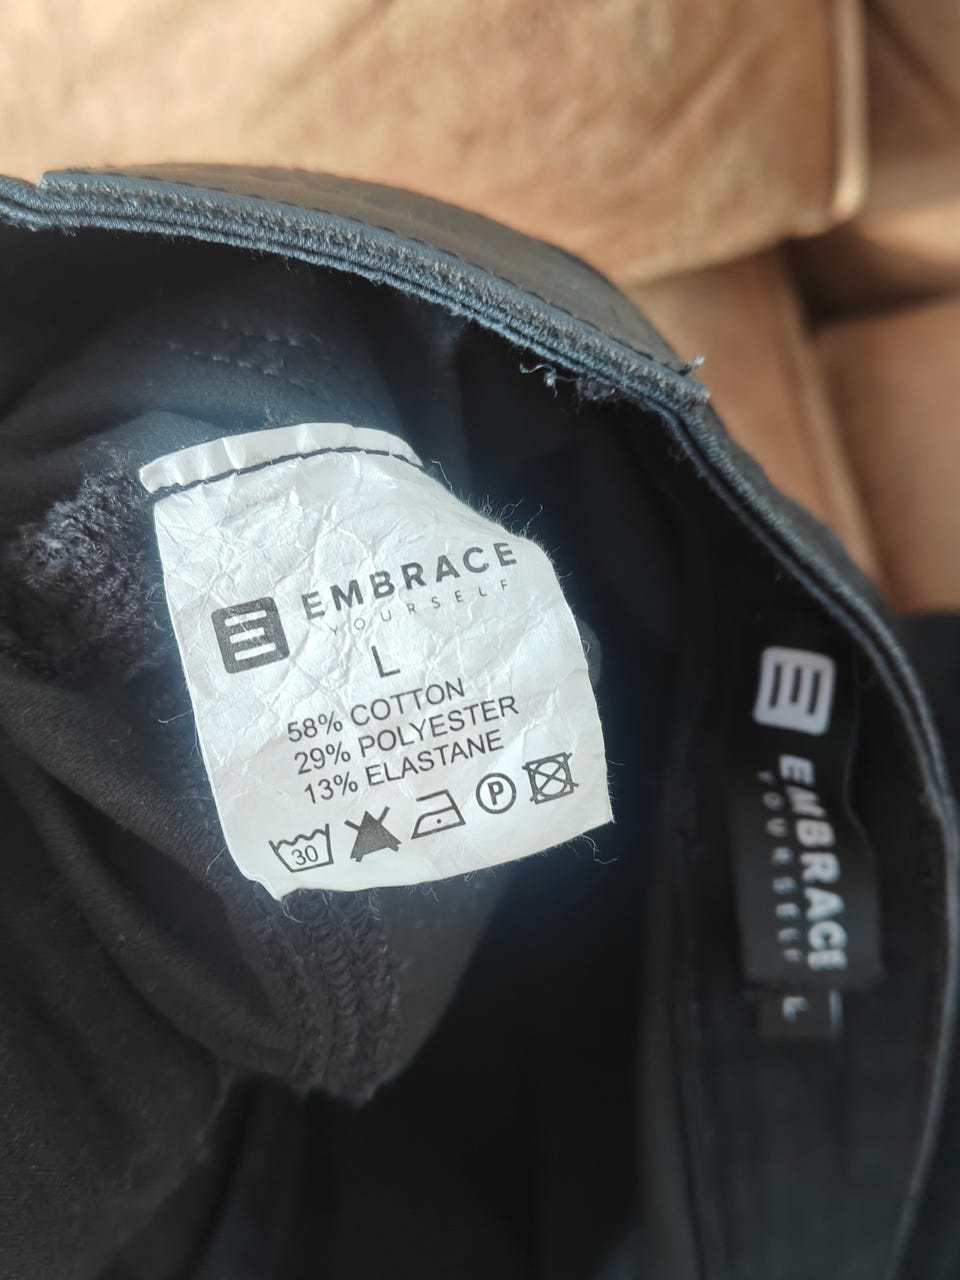 EMBRACE
YOURSELF
L
58% COTTON
29% POLYESTER
13% ELASTANE
30 P
EMBRACE
YOURSELF
L